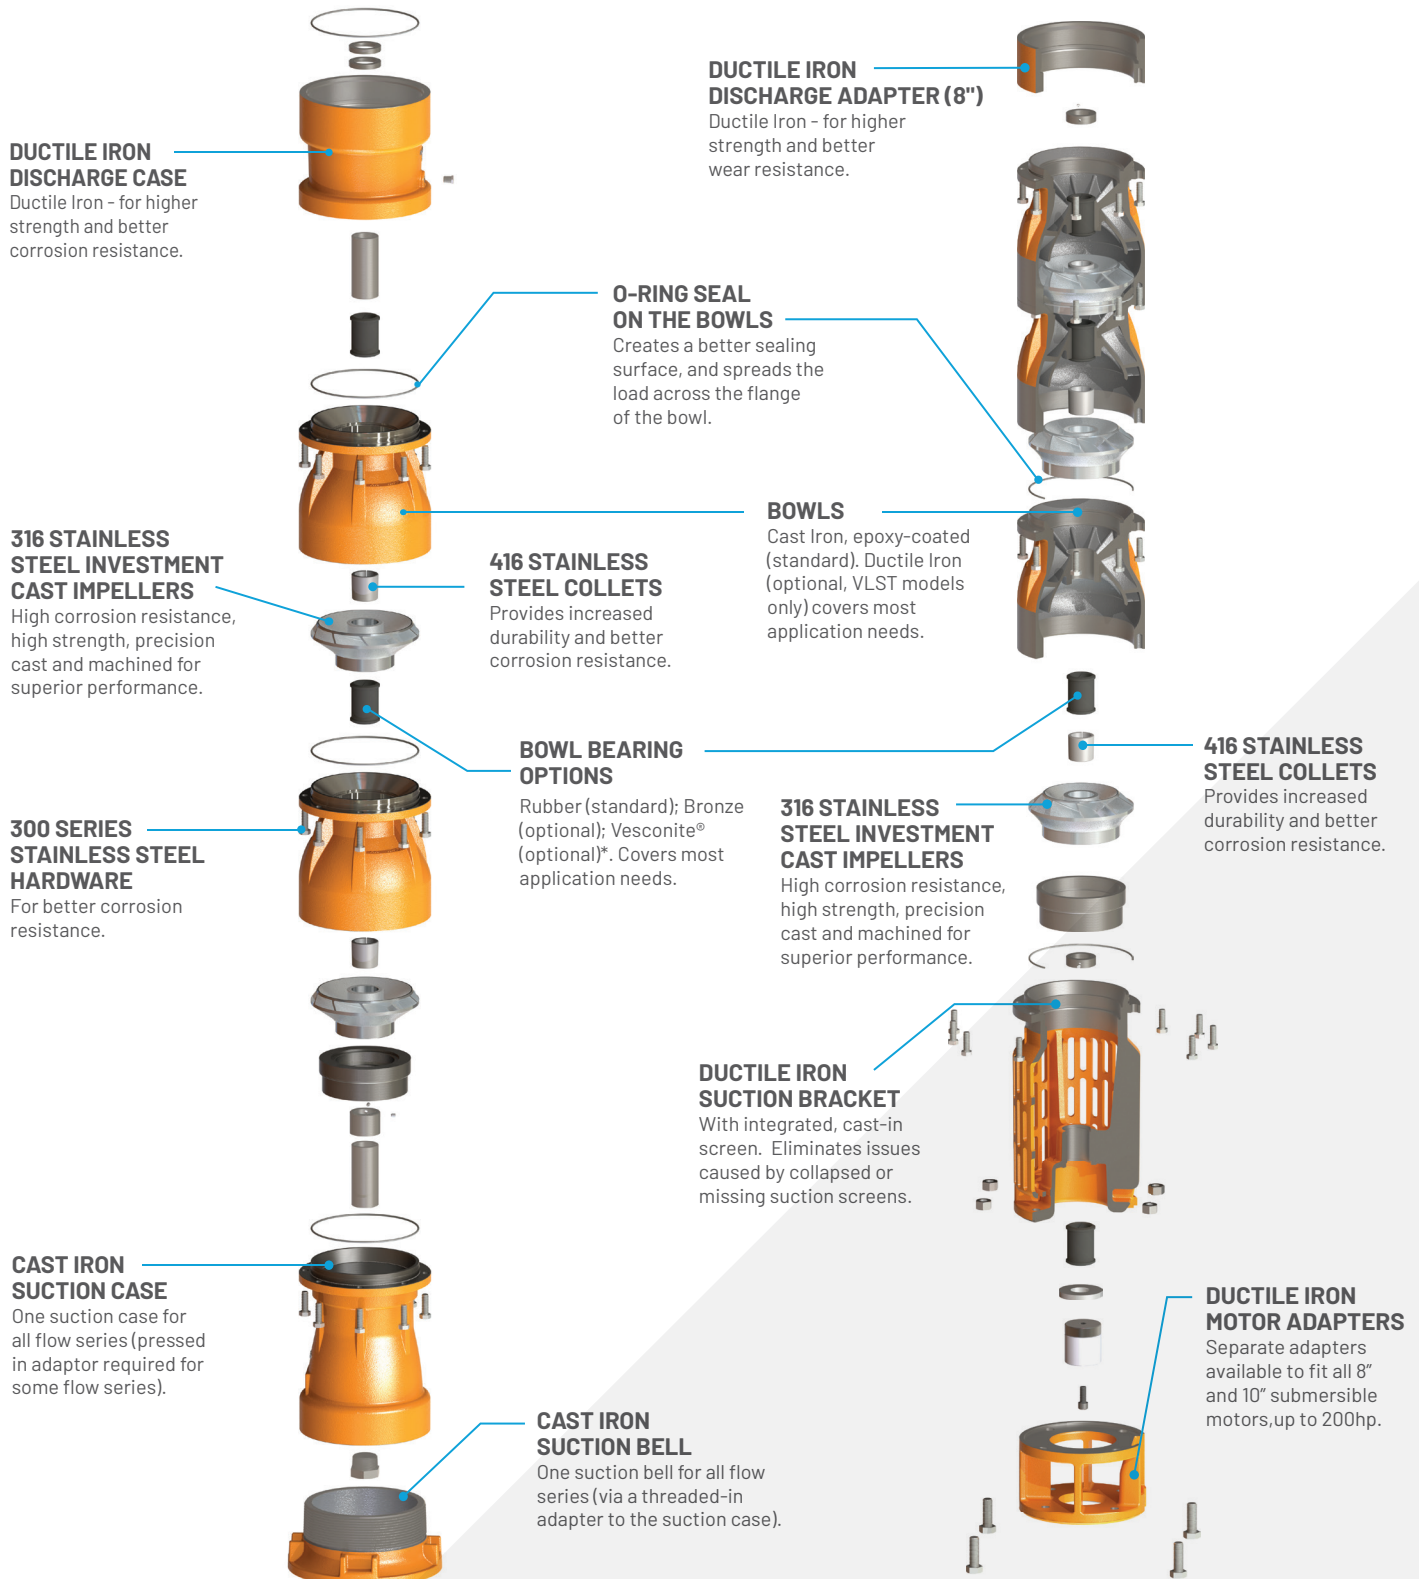 DUCTILE IRON
DISCHARGE CASE
Ductile Iron - for higher
strength and better
corrosion resistance.
DUCTILE IRON
DISCHARGE ADAPTER (8")
Ductile Iron - for higher
strength and better
wear resistance.
O-RING SEAL
ON THE BOWLS
Creates a better sealing
surface, and spreads the
load across the flange
of the bowl.
316 STAINLESS
STEEL INVESTMENT
CAST IMPELLERS
High corrosion resistance,
high strength, precision
cast and machined for
superior performance.
416 STAINLESS
STEEL COLLETS
Provides increased
durability and better
corrosion resistance.
BOWLS
Cast Iron, epoxy-coated
(standard). Ductile Iron
(optional, VLST models
only) covers most
application needs.
BOWL BEARING
OPTIONS
Rubber (standard); Bronze
(optional); Vesconite®
(optional)*. Covers most
application needs.
300 SERIES
STAINLESS STEEL
HARDWARE
For better corrosion
resistance.
316 STAINLESS
STEEL INVESTMENT
CAST IMPELLERS
High corrosion resistance,
high strength, precision
cast and machined for
superior performance.
416 STAINLESS
STEEL COLLETS
Provides increased
durability and better
corrosion resistance.
DUCTILE IRON
SUCTION BRACKET
With integrated, cast-in
screen.  Eliminates issues
caused by collapsed or
missing suction screens.
CAST IRON
SUCTION CASE
One suction case for
all flow series (pressed
in adaptor required for
some flow series).
CAST IRON
SUCTION BELL
One suction bell for all flow
series (via a threaded-in
adapter to the suction case).
DUCTILE IRON
MOTOR ADAPTERS
Separate adapters
available to fit all 8”
and 10” submersible
motors,up to 200hp.